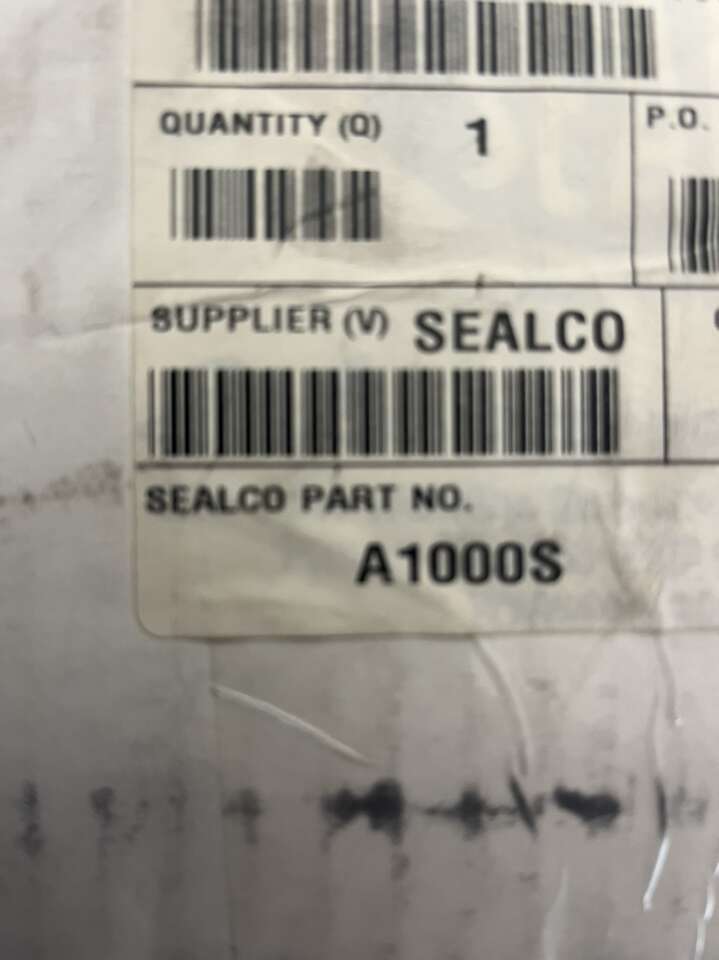 QUANTITY (Q) 1
P.O.
SUPPLIER (V) SEALCO
SEALCO PART NO.
A1000S